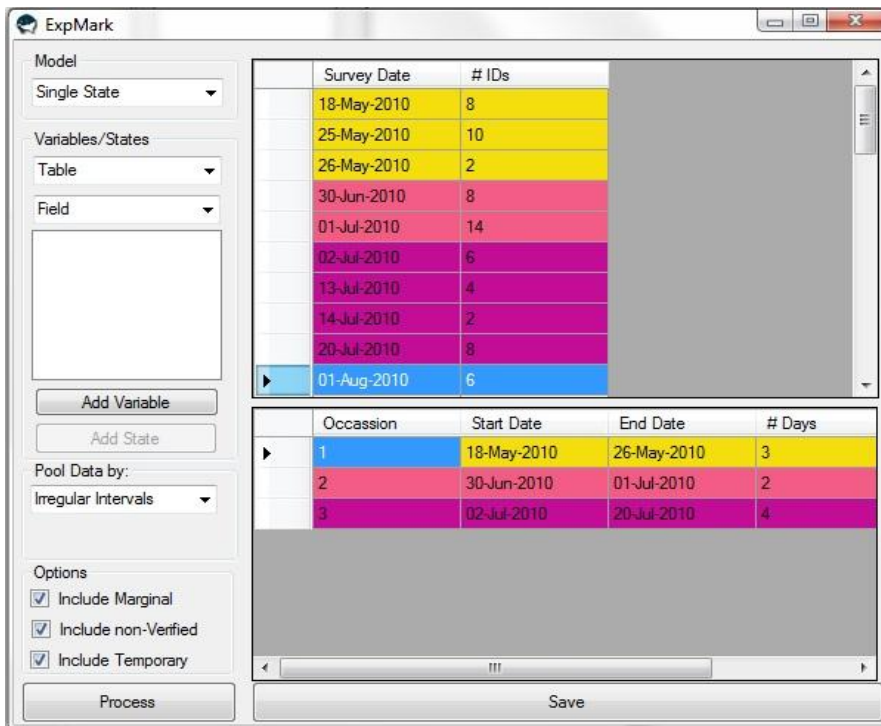 ExpMark
Model
Single State
Variables/States
Table
Field
Add Variable
Add State
Pool Data by:
Irregular Intervals
Options
Include Marginal
Include non-Verified
Include Temporary
Process
Survey Date # IDs
18-May-2010 8
25-May-2010 10
26-May-2010 2
30-Jun-2010 8
01-Jul-2010 14
02-Jul-2010 6
13-Jul-2010 4
14-Jul-2010 2
20-Jul-2010 8
01-Aug-2010 6
Occassion Start Date End Date # Days
1 18-May-2010 26-May-2010 3
2 30-Jun-2010 01-Jul-2010 2
3 02-Jul-2010 20-Jul-2010 4
Save